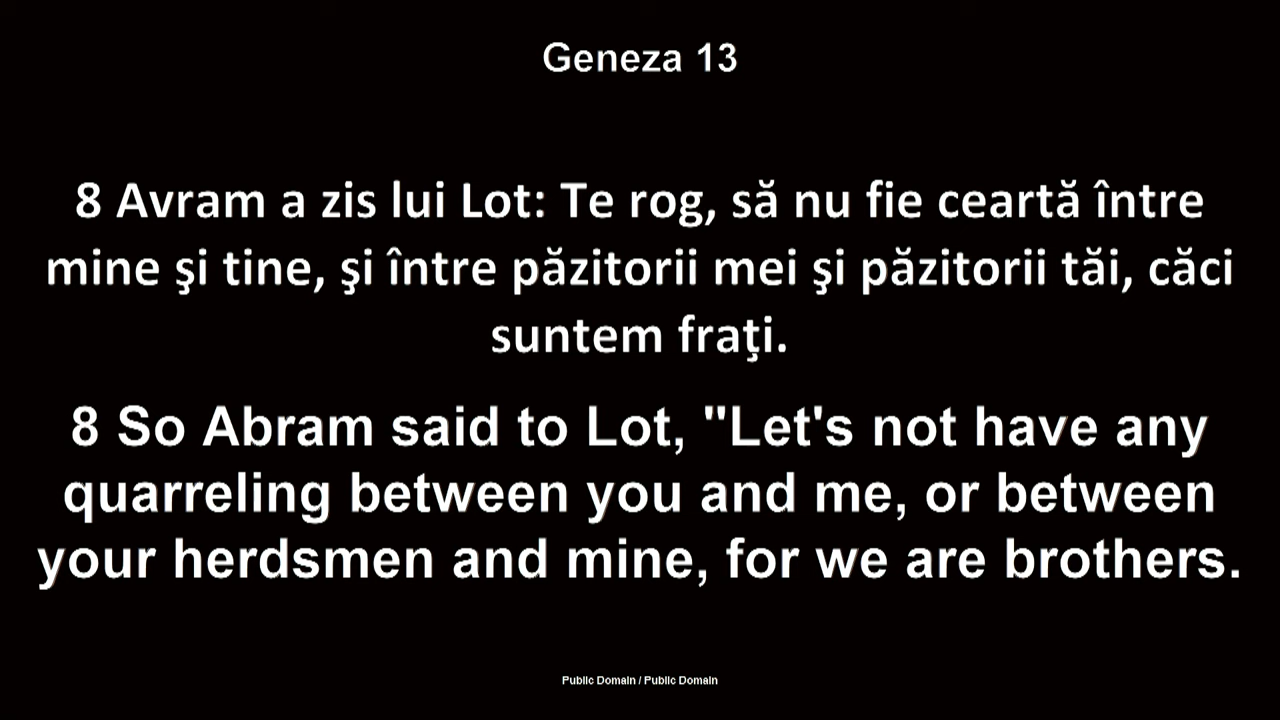 Geneza 13
8 Avram a zis lui Lot: Te rog, să nu fie ceartă între
mine şi tine, şi între păzitorii mei şi păzitorii tăi, căci
suntem fraţi.
8 So Abram said to Lot, "Let's not have any
quarreling between you and me, or between
your herdsmen and mine, for we are brothers.
Public Domain / Public Domain